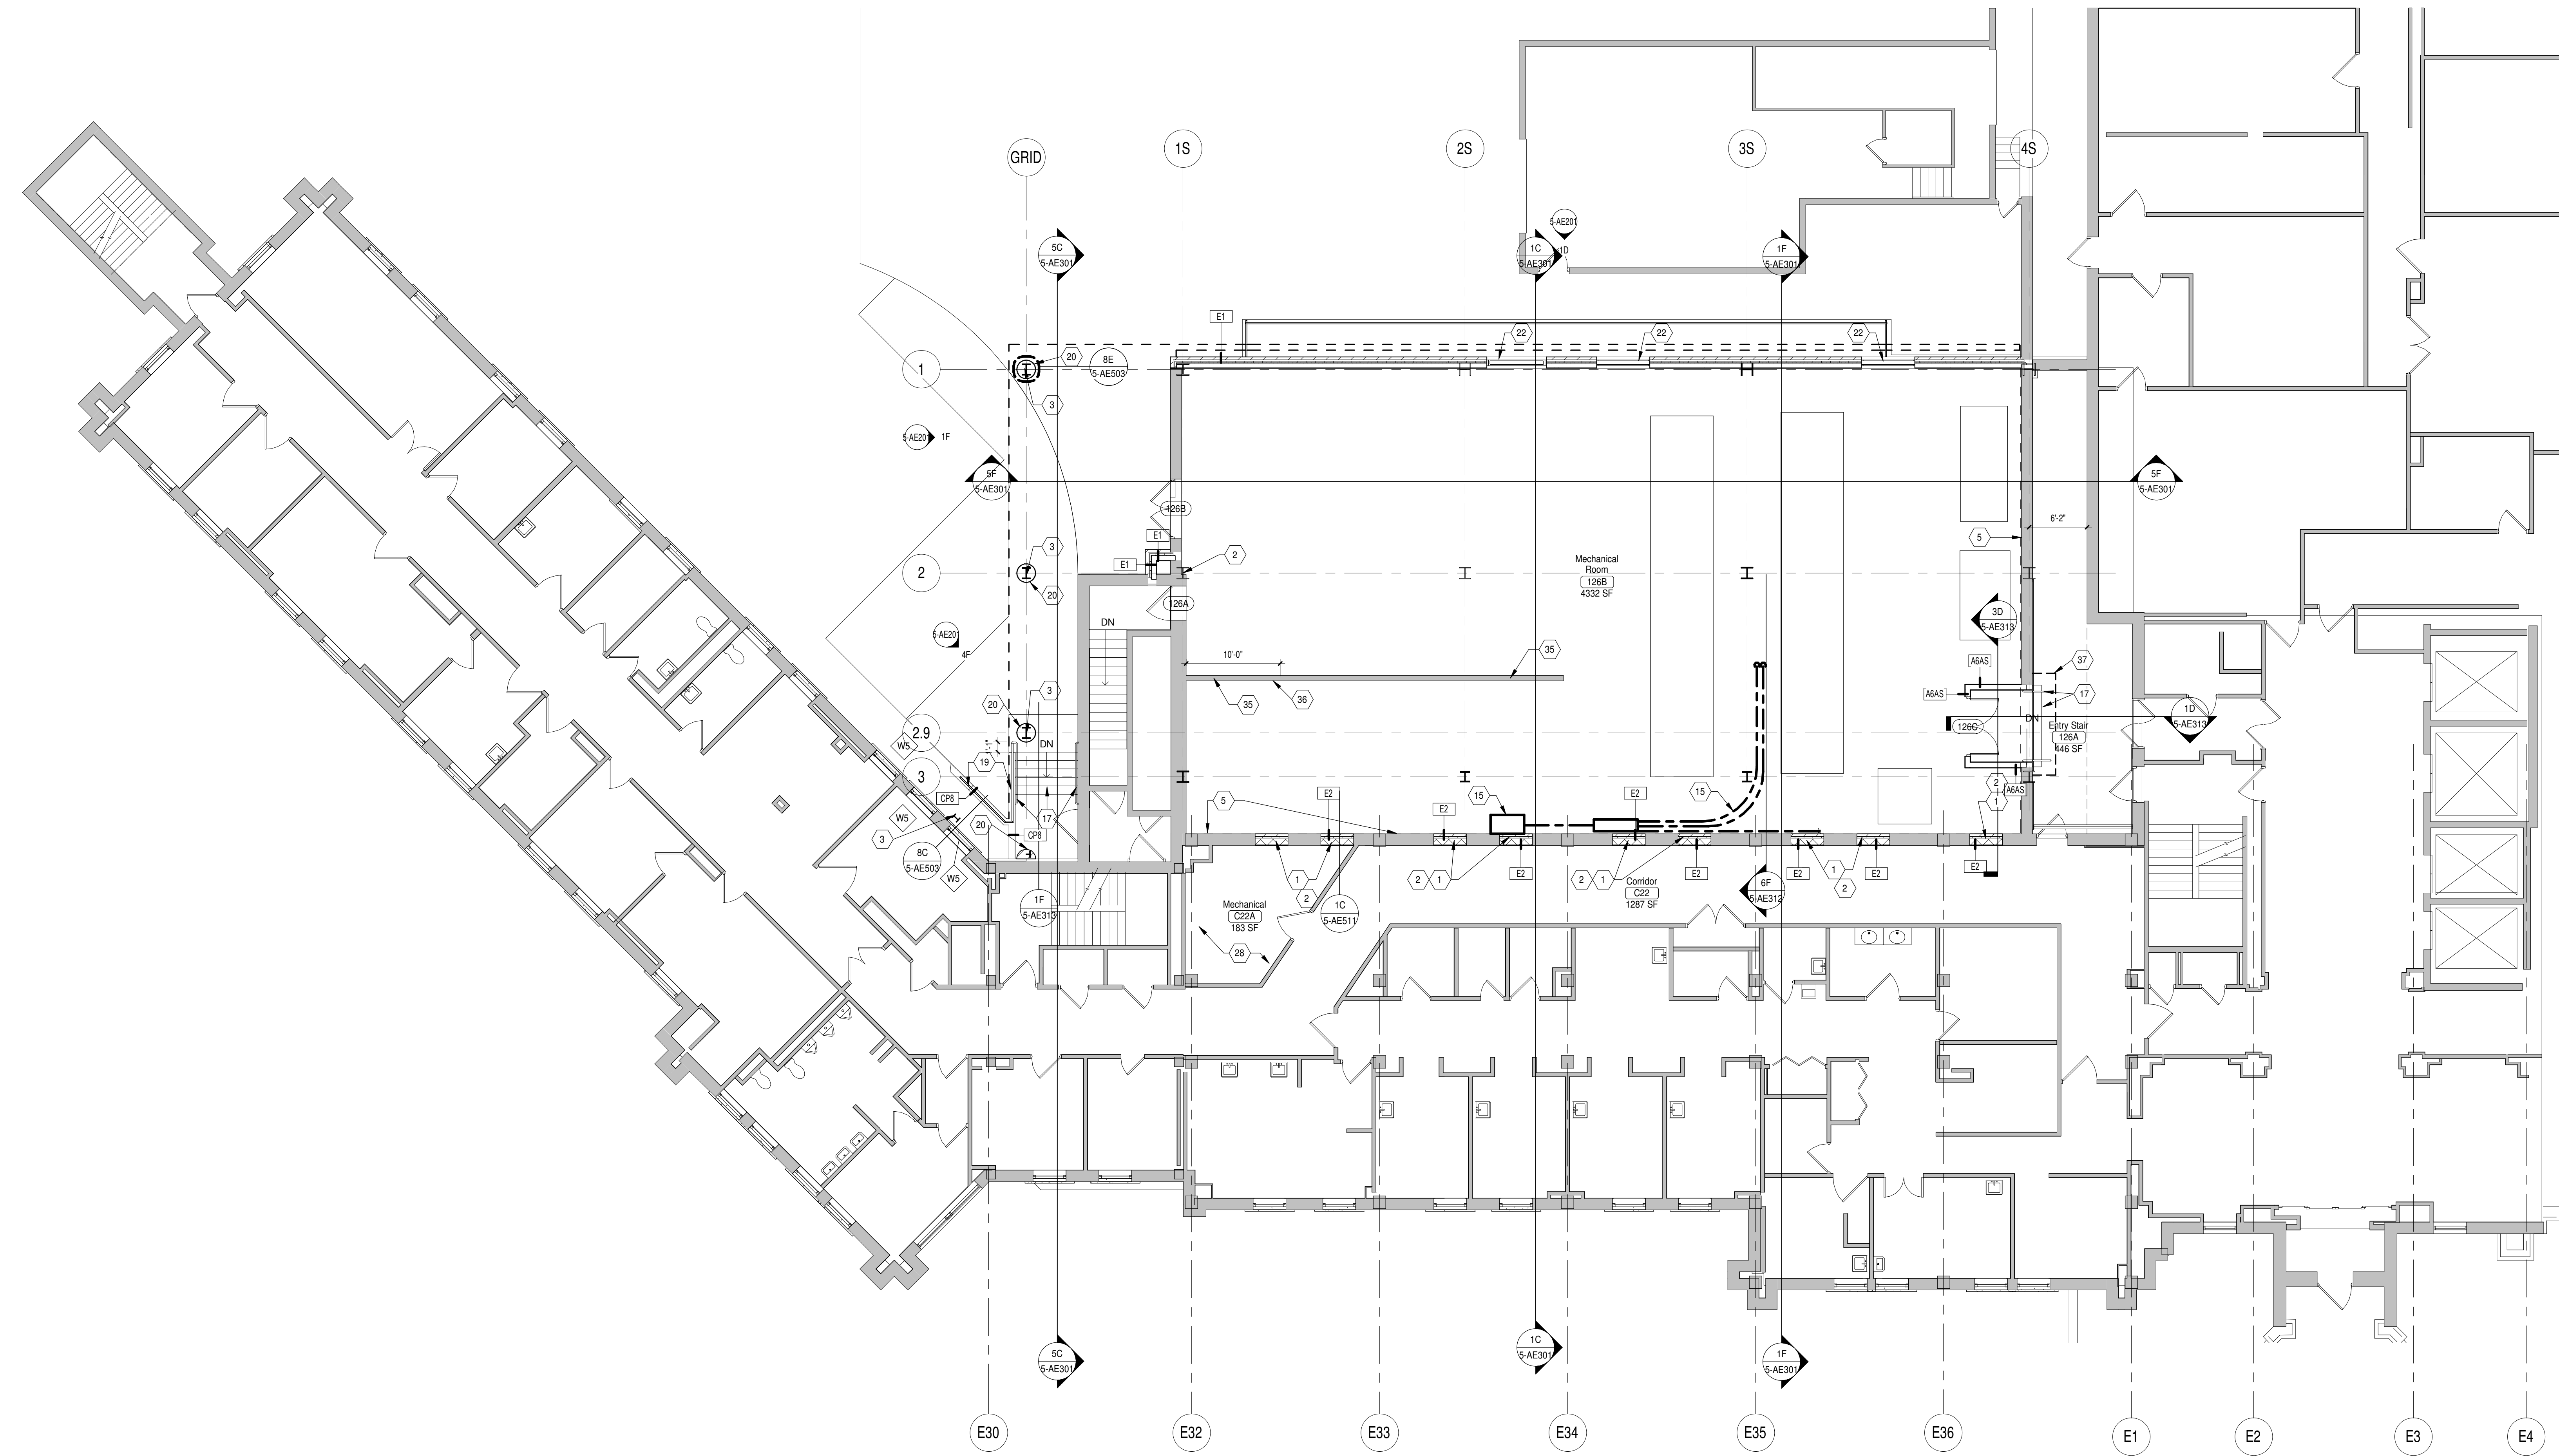 GRID
1S
2S
3S
4S
5C
5-AE301
1C
5-AE301
5-AE201
1D
1F
5-AE301
E1
22
22
22
20
8E
5-AE503
1
3
5-AE201
1F
5F
5-AE301
5F
5-AE301
126B
6'-2"
5
E1
E1
2
3
2
20
Mechanical
Room
126B
4332 SF
126A
DN
3D
5-AE313
5-AE201
4F
10'-0"
35
A6AS
37
35
36
A6AS
17
3
20
2.9
W5
DN
19
126C
DN
1D
5-AE313
Entry Stair
126A
446 SF
3
CP8
17
2
A6AS
1
5
E2
E2
15
E2
15
W5
3
20
CP8
8C
5-AE503
W5
1
2
2
1
E2
2
1
E2
E2
1
2
E2
E2
Corridor
C22
1287 SF
6F
5-AE312
1F
5-AE313
Mechanical
C22A
183 SF
1C
5-AE511
28
5C
5-AE301
1C
5-AE301
1F
5-AE301
E30
E32
E33
E34
E35
E36
E1
E2
E3
E4